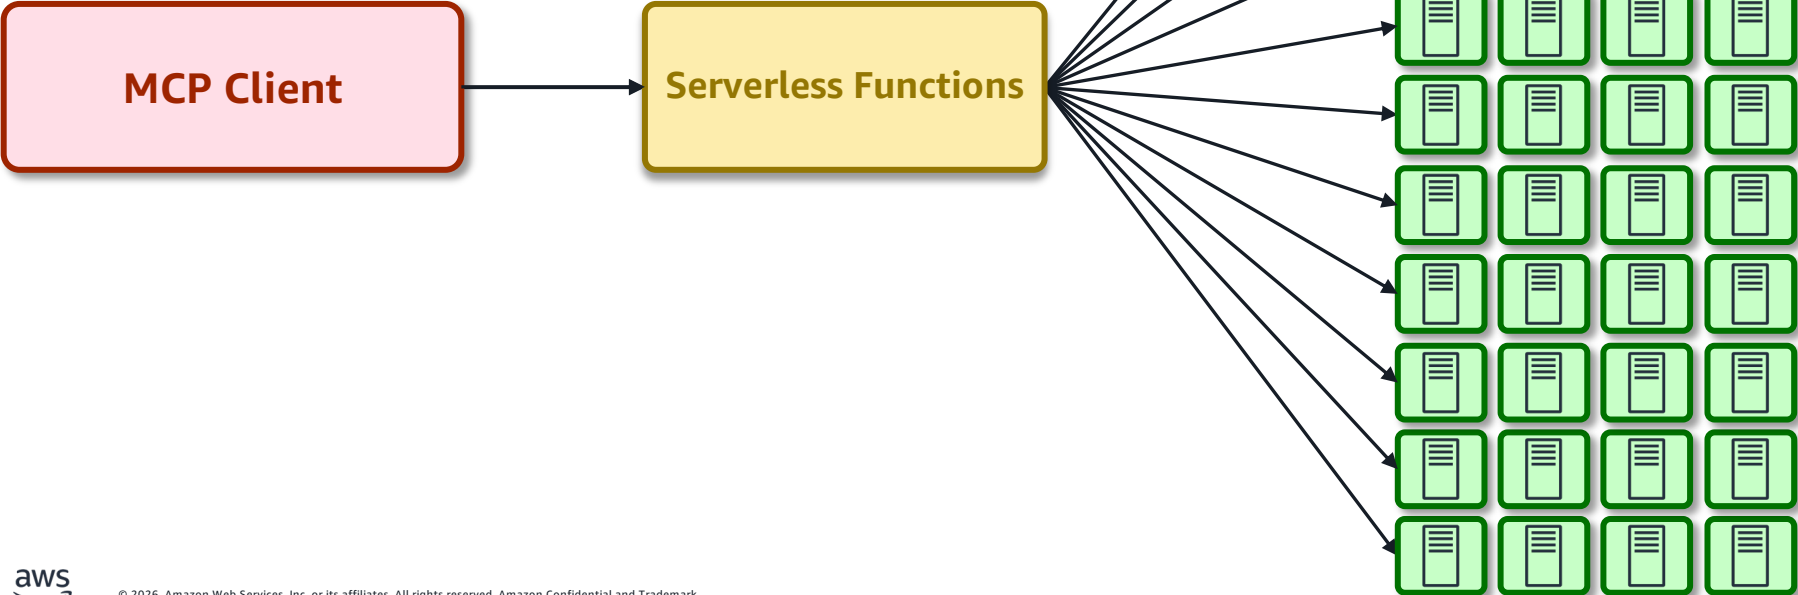 MCP Client
Serverless Functions
aws
© 2026, Amazon Web Services, Inc. or its affiliates. All rights reserved. Amazon Confidential and Trademark.